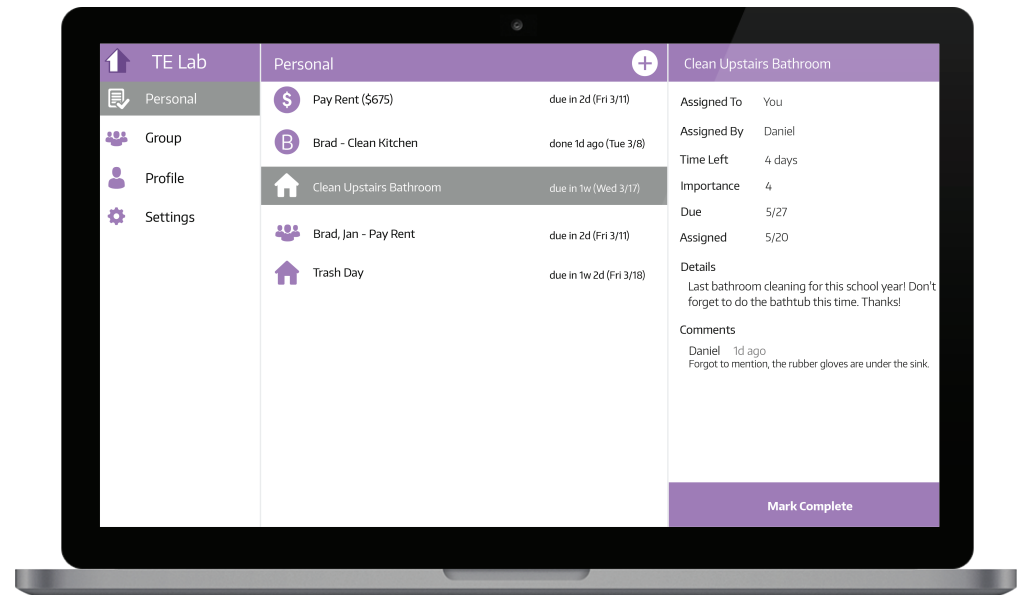 TE Lab
Personal
Group
Profile
Settings
Personal
Pay Rent ($675) due in 2d (Fri 3/11)
Brad - Clean Kitchen done 1d ago (Tue 3/8)
Clean Upstairs Bathroom due in 1w (Wed 3/17)
Brad, Jan - Pay Rent due in 2d (Fri 3/11)
Trash Day due in 1w 2d (Fri 3/18)
Clean Upstairs Bathroom
Assigned To You
Assigned By Daniel
Time Left 4 days
Importance 4
Due 5/27
Assigned 5/20
Details
Last bathroom cleaning for this school year! Don't
forget to do the bathtub this time. Thanks!
Comments
Daniel 1d ago
Forgot to mention, the rubber gloves are under the sink.
Mark Complete